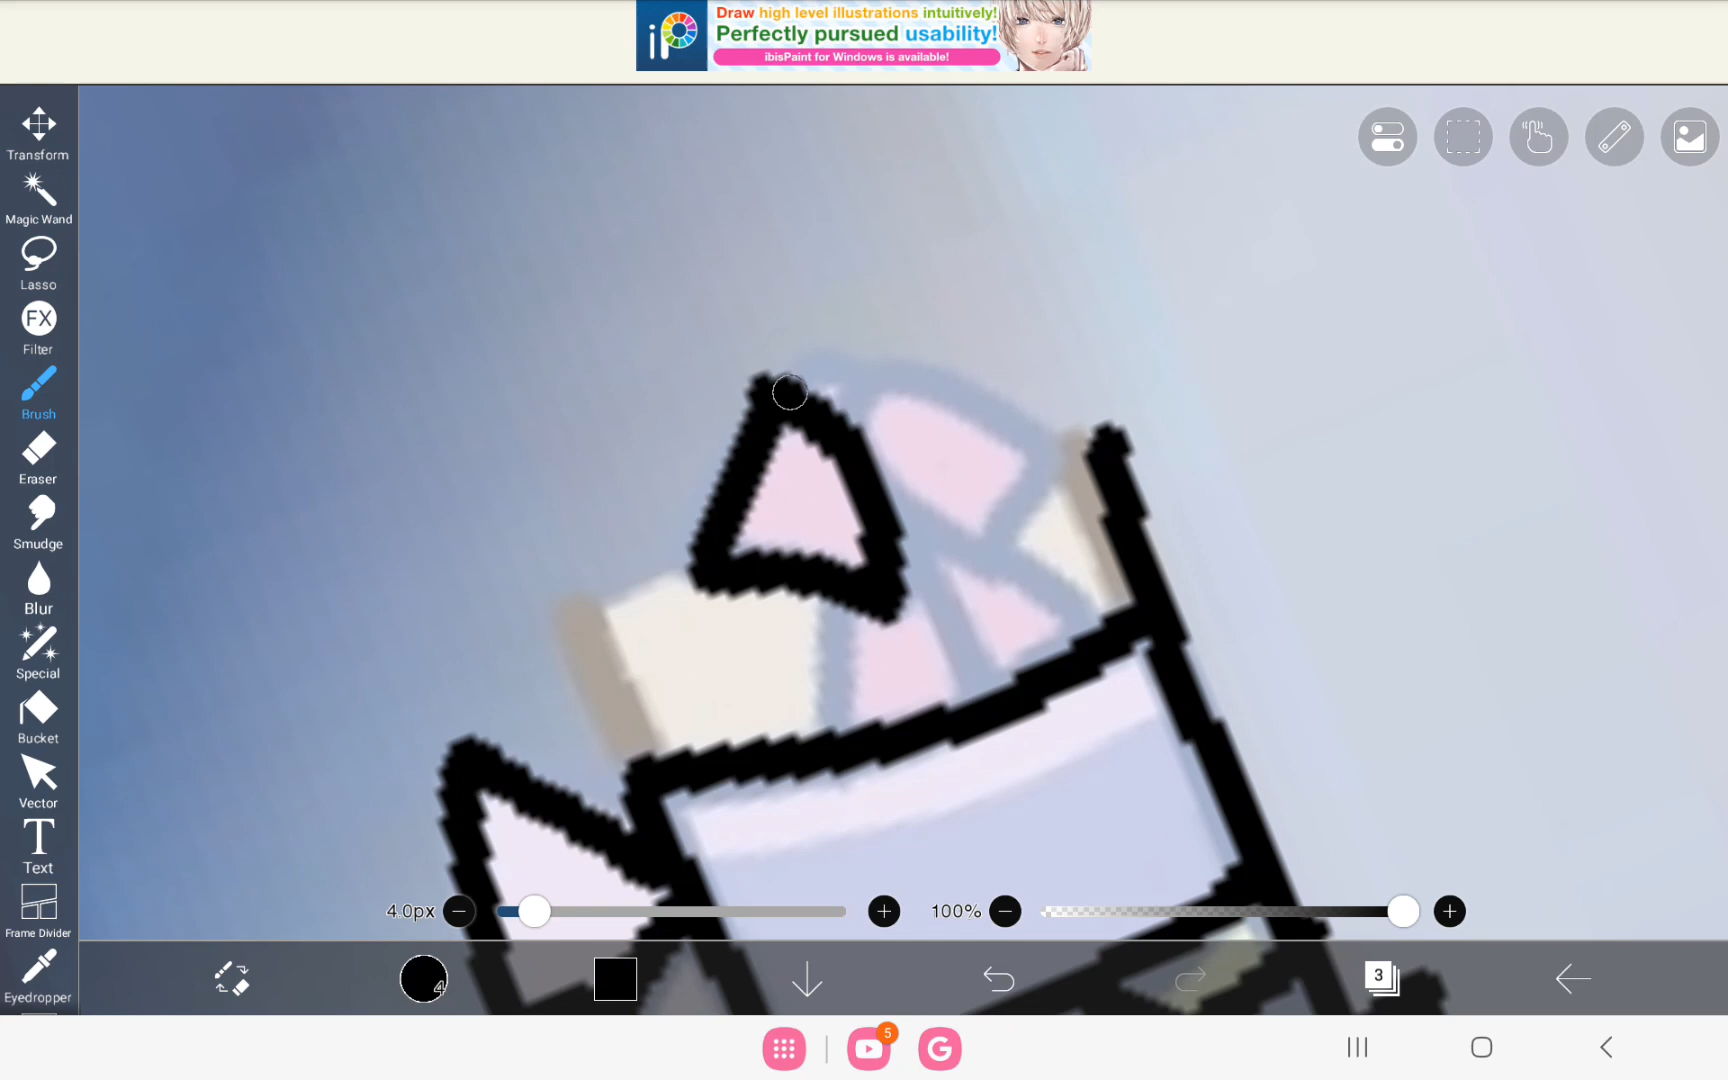 iP
Draw high level illustrations intuitively!
Perfectly pursued usability!
ibisPaint for Windows is available!
Transform
Magic Wand
Lasso
FX
Filter
Brush
Eraser
Smudge
Blur
Special
Bucket
Vector
T
Text
Frame Divider
Eyedropper
4.0px
100%
4
3
5
G